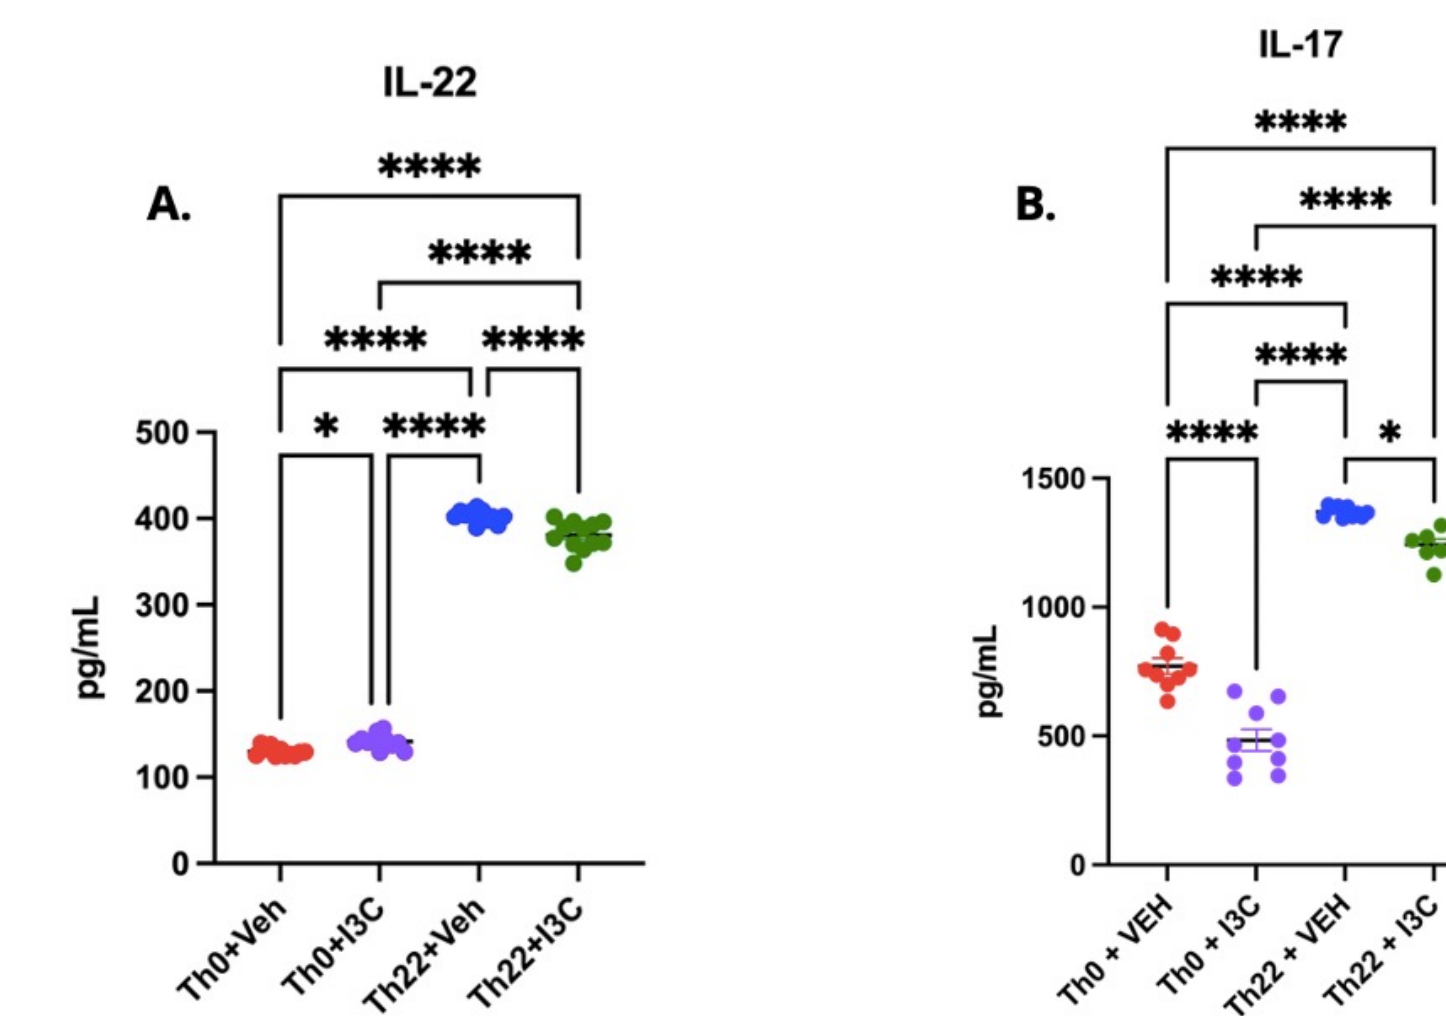 IL-22
A.
****
****
**** ****
* ****
500
400
300
200
100
0
pg/mL
Th0+Veh
Th0+I3C
Th22+Veh
Th22+I3C
IL-17
B.
****
****
****
****
**** *
1500
1000
500
0
pg/mL
Th0 + VEH
Th0 + I3C
Th22 + VEH
Th22 + I3C